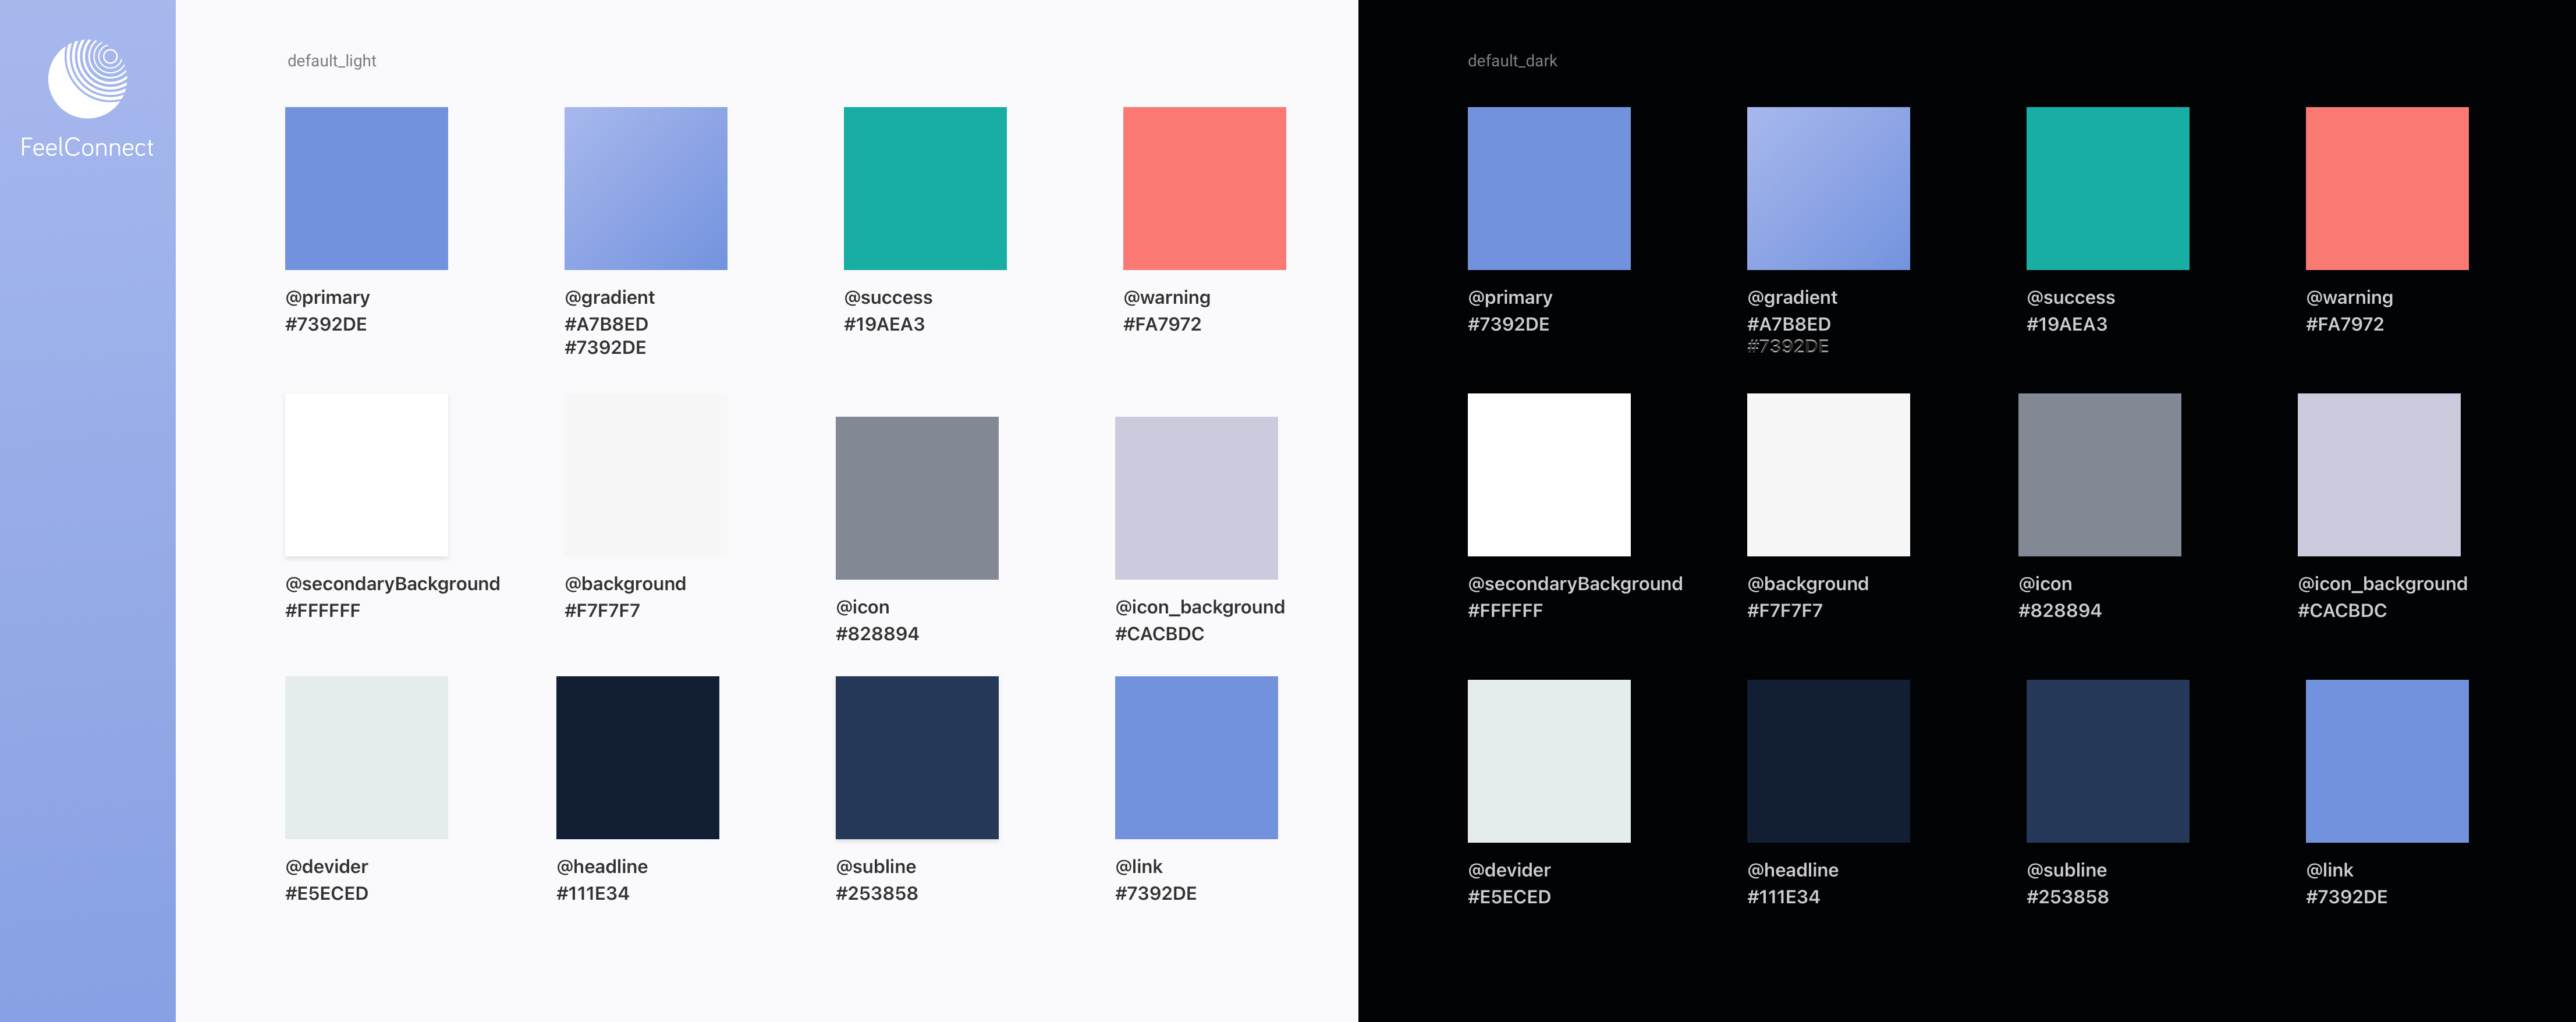 FeelConnect
default_light
@primary
#7392DE
@gradient
#A7B8ED
#7392DE
@success
#19AEA3
@warning
#FA7972
@secondaryBackground
#FFFFFF
@background
#F7F7F7
@icon
#828894
@icon_background
#CACBDC
@devider
#E5ECED
@headline
#111E34
@subline
#253858
@link
#7392DE
default_dark
@primary
#7392DE
@gradient
#A7B8ED
#7392DE
@success
#19AEA3
@warning
#FA7972
@secondaryBackground
#FFFFFF
@background
#F7F7F7
@icon
#828894
@icon_background
#CACBDC
@devider
#E5ECED
@headline
#111E34
@subline
#253858
@link
#7392DE